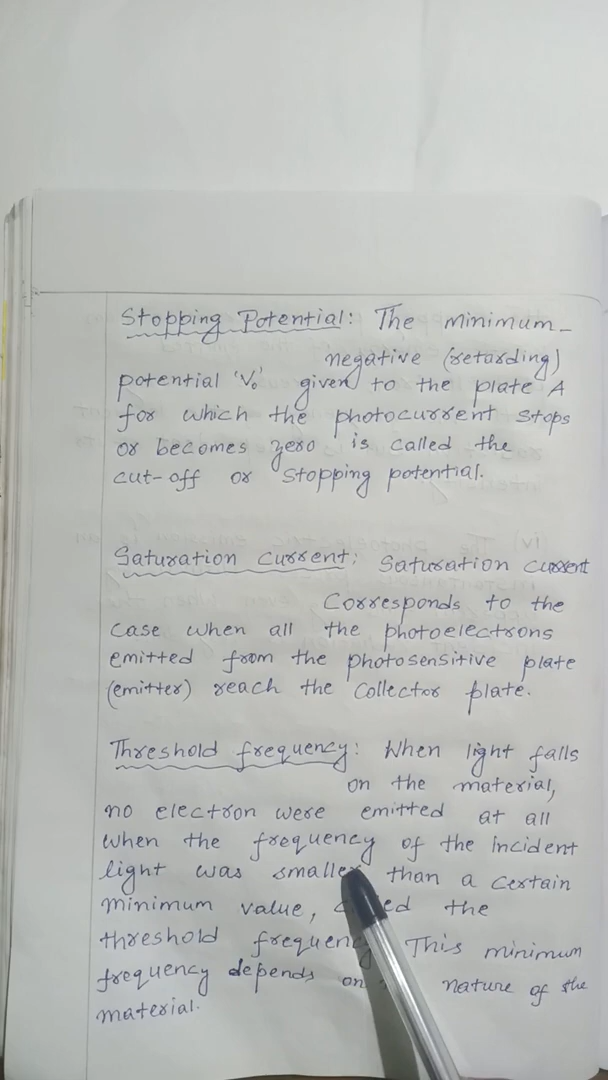 Stopping Potential: The minimum
negative (retarding)
potential 'V₀' given to the plate A
for which the photocurrent stops
or becomes zero is called the
cut-off or stopping potential.
Saturation current: Saturation current
Corresponds to the
case when all the photoelectrons
emitted from the photosensitive plate
(emitter) reach the collector plate.
Threshold frequency: When light falls
on the material,
no electron were emitted at all
when the frequency of the incident
light was smaller than a certain
minimum value, the
threshold This minimum
frequency depends on nature of the
material.